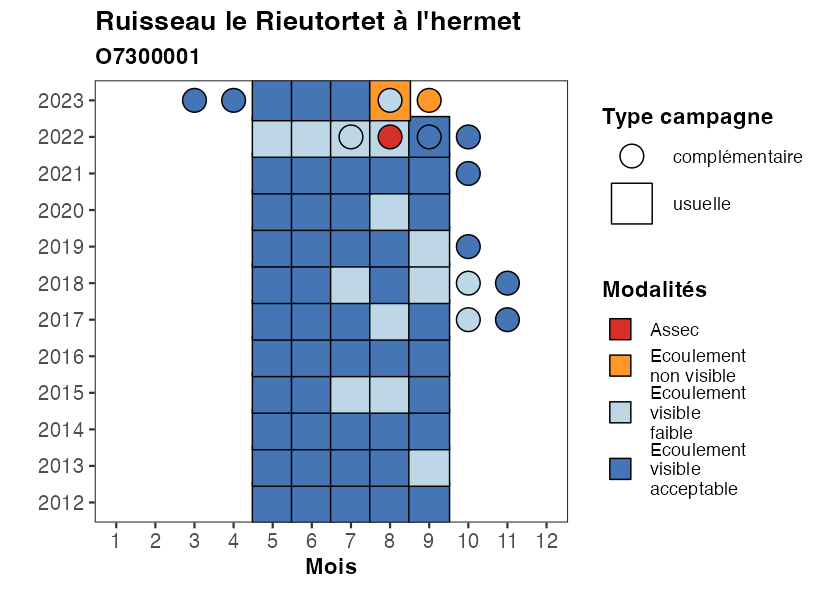 Ruisseau le Rieutortet à l'hermet
O7300001
2023
2022
2021
2020
2019
2018
2017
2016
2015
2014
2013
2012
1 2 3 4 5 6 7 8 9 10 11 12
Mois
Type campagne
complémentaire
usuelle
Modalités
Assec
Ecoulement
non visible
Ecoulement
visible
faible
Ecoulement
visible
acceptable